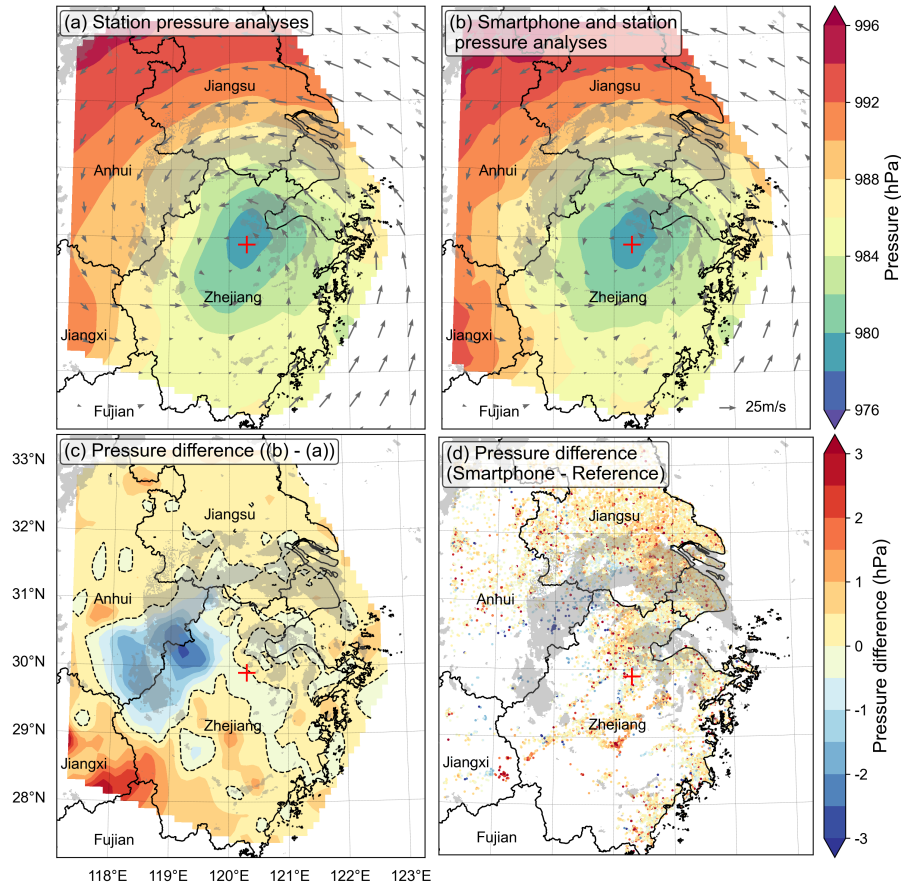 (a) Station pressure analyses
Jiangsu
Anhui
Zhejiang
Jiangxi
Fujian
(b) Smartphone and station
pressure analyses
Jiangsu
Anhui
Zhejiang
Jiangxi
Fujian
25m/s
996
992
988
984
980
976
Pressure (hPa)
(c) Pressure difference ((b) - (a))
Jiangsu
Anhui
Zhejiang
Jiangxi
Fujian
33°N
32°N
31°N
30°N
29°N
28°N
118°E
119°E
120°E
121°E
122°E
123°E
(d) Pressure difference
(Smartphone - Reference)
Jiangsu
Anhui
Zhejiang
Jiangxi
Fujian
3
2
1
0
-1
-2
-3
Pressure difference (hPa)